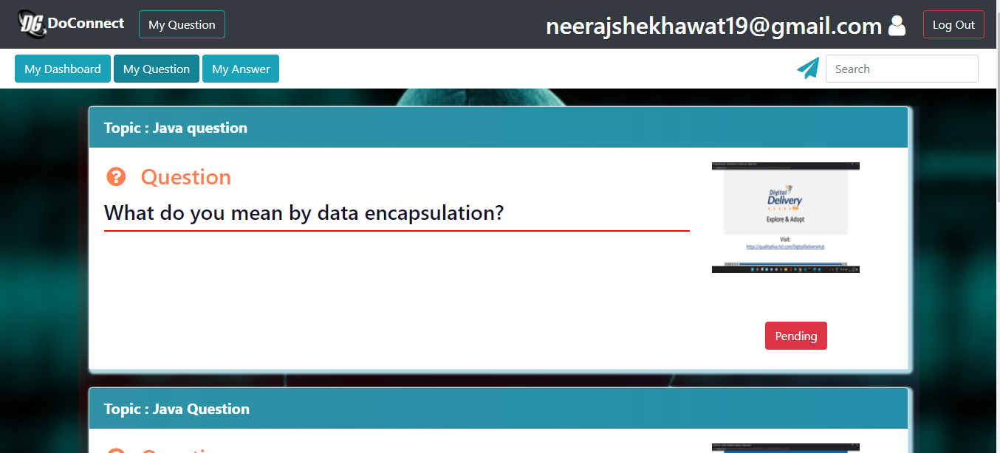 DG DoConnect My Question neerajshekhawat19@gmail.com Log Out
My Dashboard My Question My Answer Search
Topic : Java question
Question
What do you mean by data encapsulation?
Digital
Delivery
Explore & Adopt
Visit:
https://qualitydiva.hcl.com/DigitalDeliveryHub
Pending
Topic : Java Question
Question